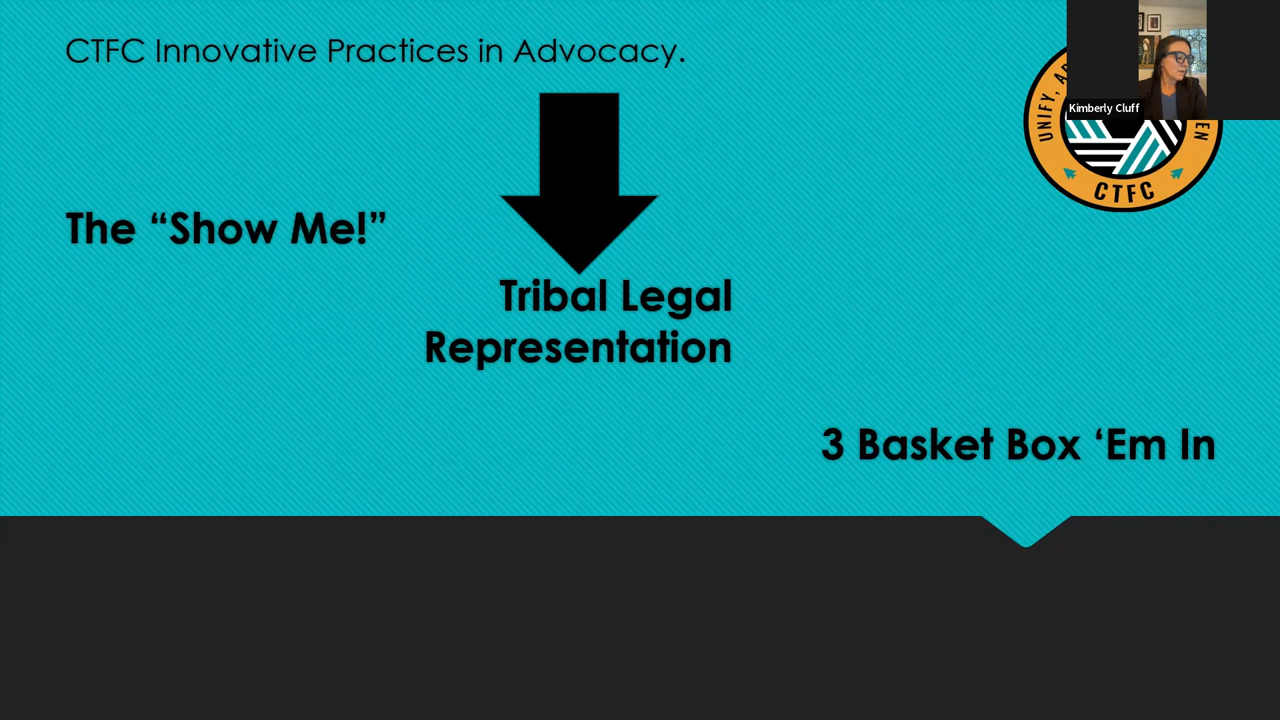 CTFC Innovative Practices in Advocacy.
Kimberly Cluff
UNIFY,
CTFC
The “Show Me!”
Tribal Legal
Representation
3 Basket Box ‘Em In